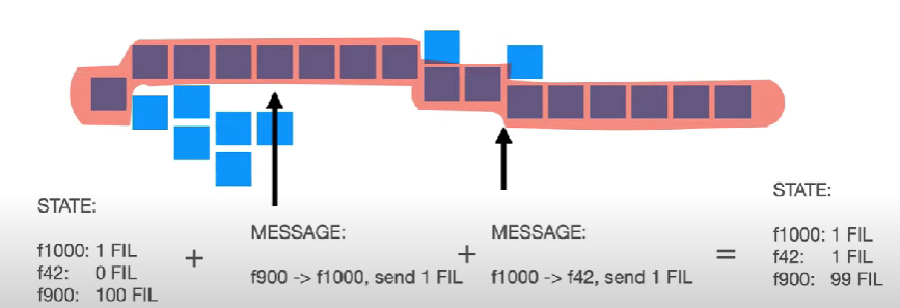 STATE:
f1000: 1 FIL
f42: 0 FIL
f900: 100 FIL
+
MESSAGE:
f900 -> f1000, send 1 FIL
+
MESSAGE:
f1000 -> f42, send 1 FIL
=
STATE:
f1000: 1 FIL
f42: 1 FIL
f900: 99 FIL